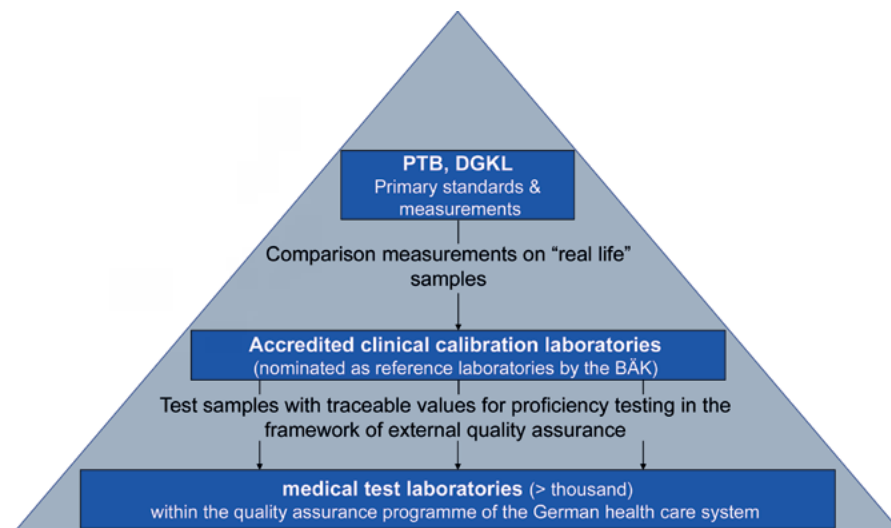 PTB, DGKL
Primary standards &
measurements
Comparison measurements on “real life”
samples
Accredited clinical calibration laboratories
(nominated as reference laboratories by the BÄK)
Test samples with traceable values for proficiency testing in the
framework of external quality assurance
medical test laboratories (> thousand)
within the quality assurance programme of the German health care system